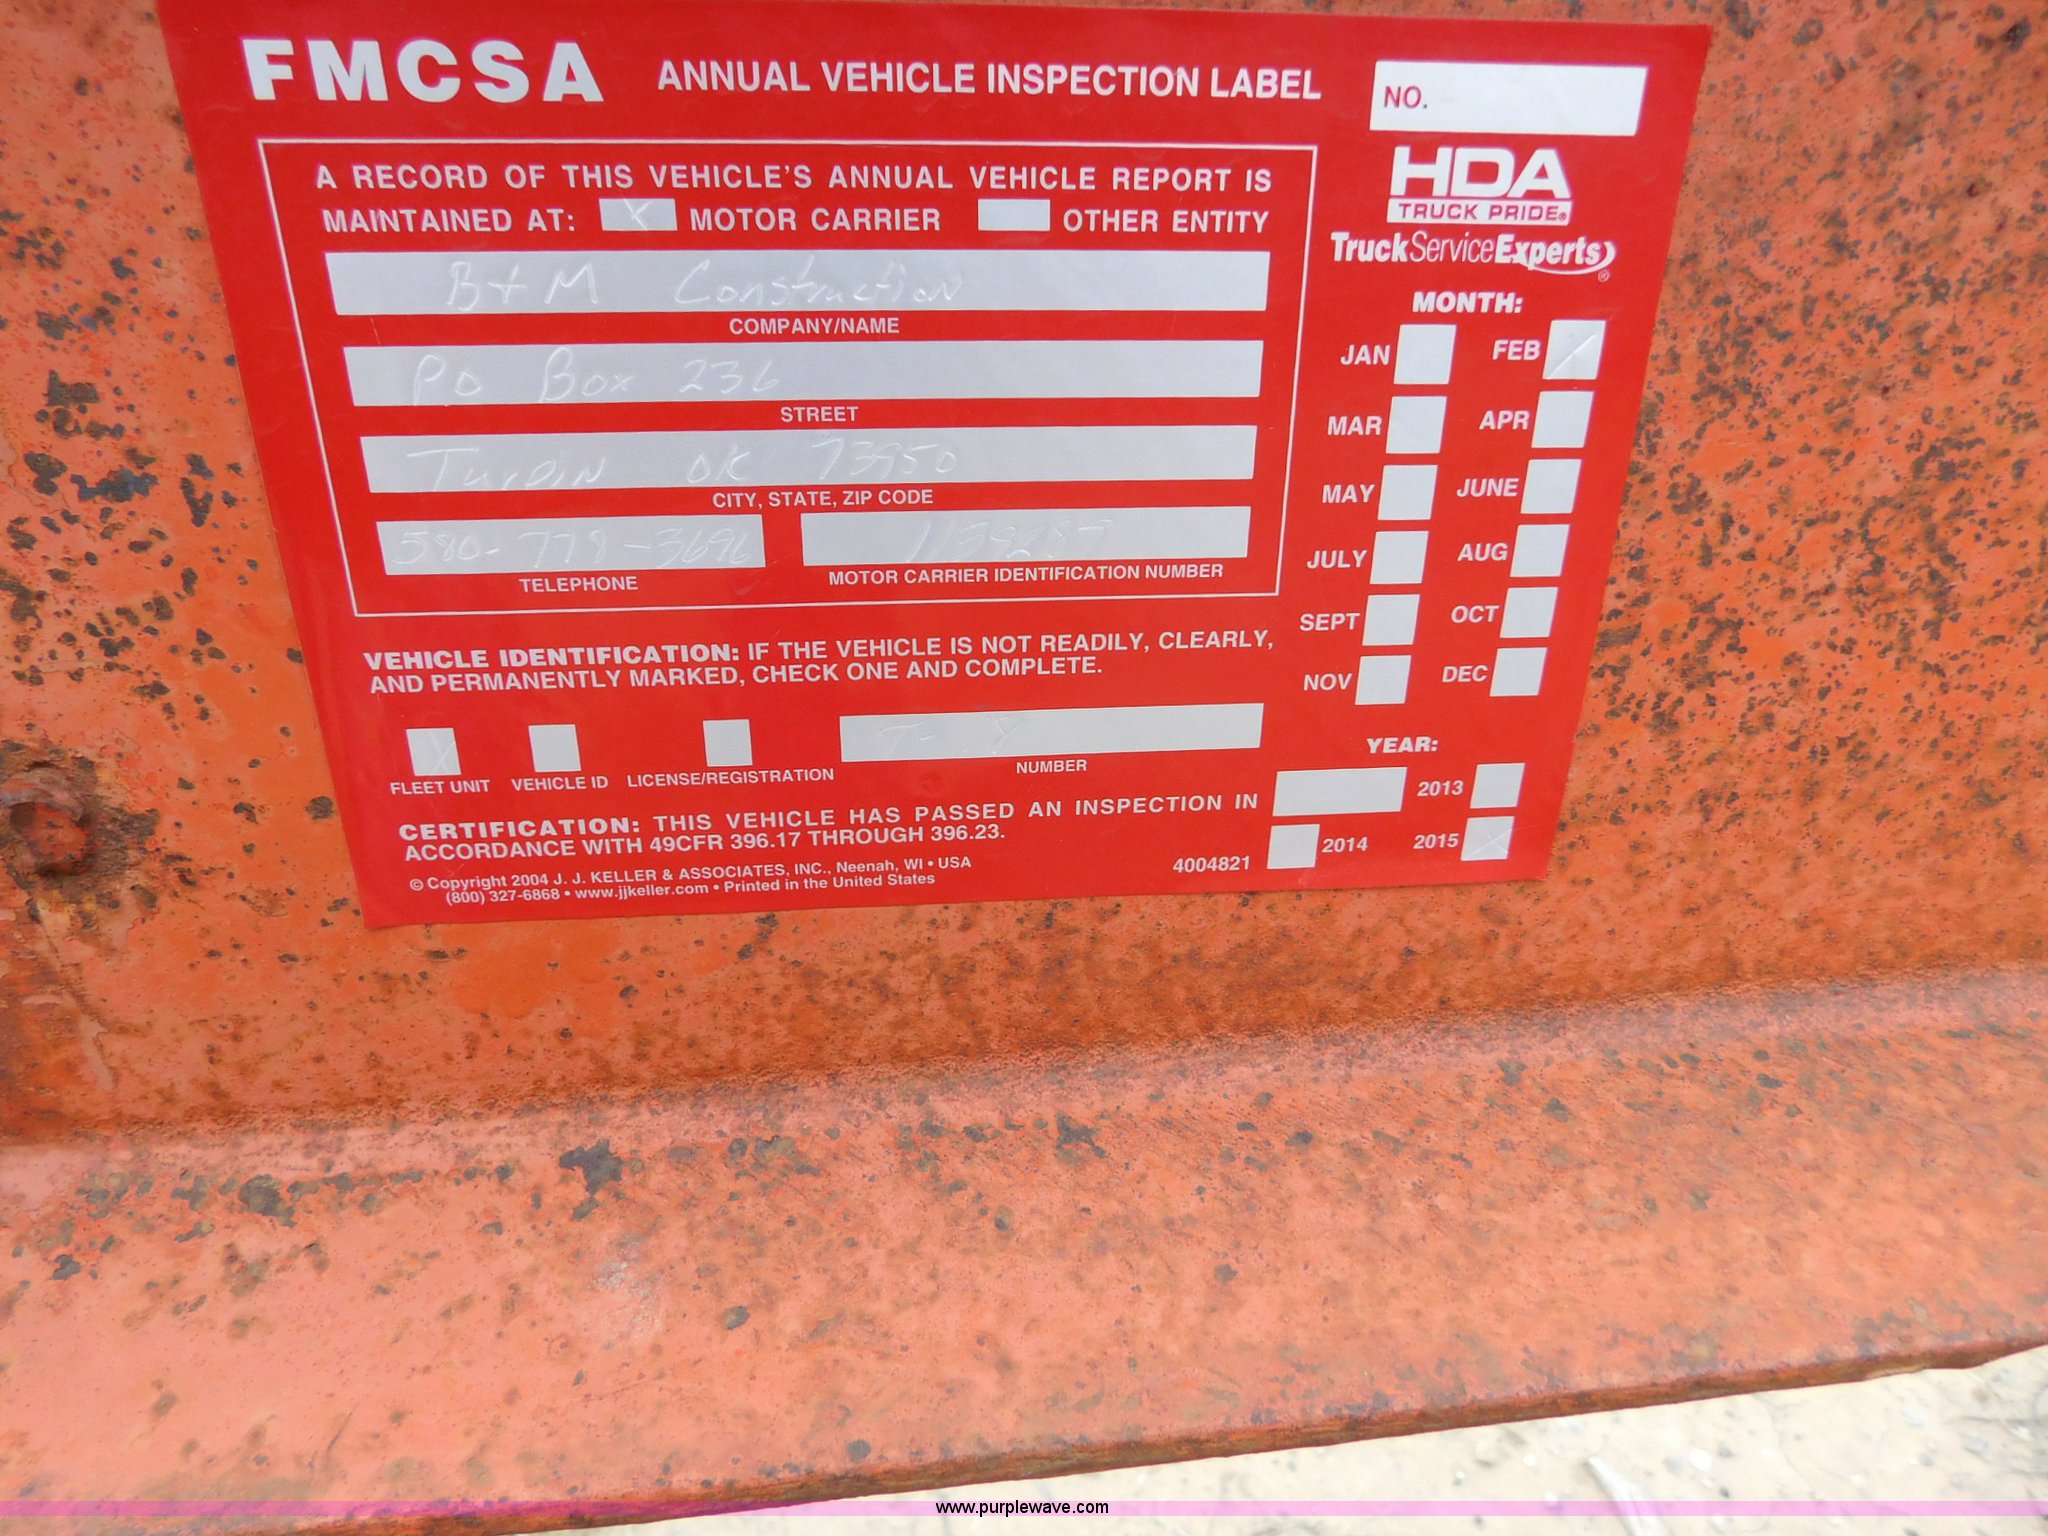 FMCSA ANNUAL VEHICLE INSPECTION LABEL NO.
A RECORD OF THIS VEHICLE'S ANNUAL VEHICLE REPORT IS
MAINTAINED AT: X MOTOR CARRIER OTHER ENTITY
B+M Construction
COMPANY/NAME
PO Box 236
STREET
Turpin OK 73950
CITY, STATE, ZIP CODE
580-778-3696
TELEPHONE MOTOR CARRIER IDENTIFICATION NUMBER
VEHICLE IDENTIFICATION: IF THE VEHICLE IS NOT READILY, CLEARLY,
AND PERMANENTLY MARKED, CHECK ONE AND COMPLETE.
X
FLEET UNIT VEHICLE ID LICENSE/REGISTRATION NUMBER
CERTIFICATION: THIS VEHICLE HAS PASSED AN INSPECTION IN
ACCORDANCE WITH 49CFR 396.17 THROUGH 396.23.
© Copyright 2004 J. J. KELLER & ASSOCIATES, INC., Neenah, WI • USA
(800) 327-6868 • www.jjkeller.com • Printed in the United States
4004821
HDA
TRUCK PRIDE®
TruckServiceExperts®
MONTH:
JAN FEB X
MAR APR
MAY JUNE
JULY AUG
SEPT OCT
NOV DEC
YEAR:
2013
2014 2015 X
www.purplewave.com